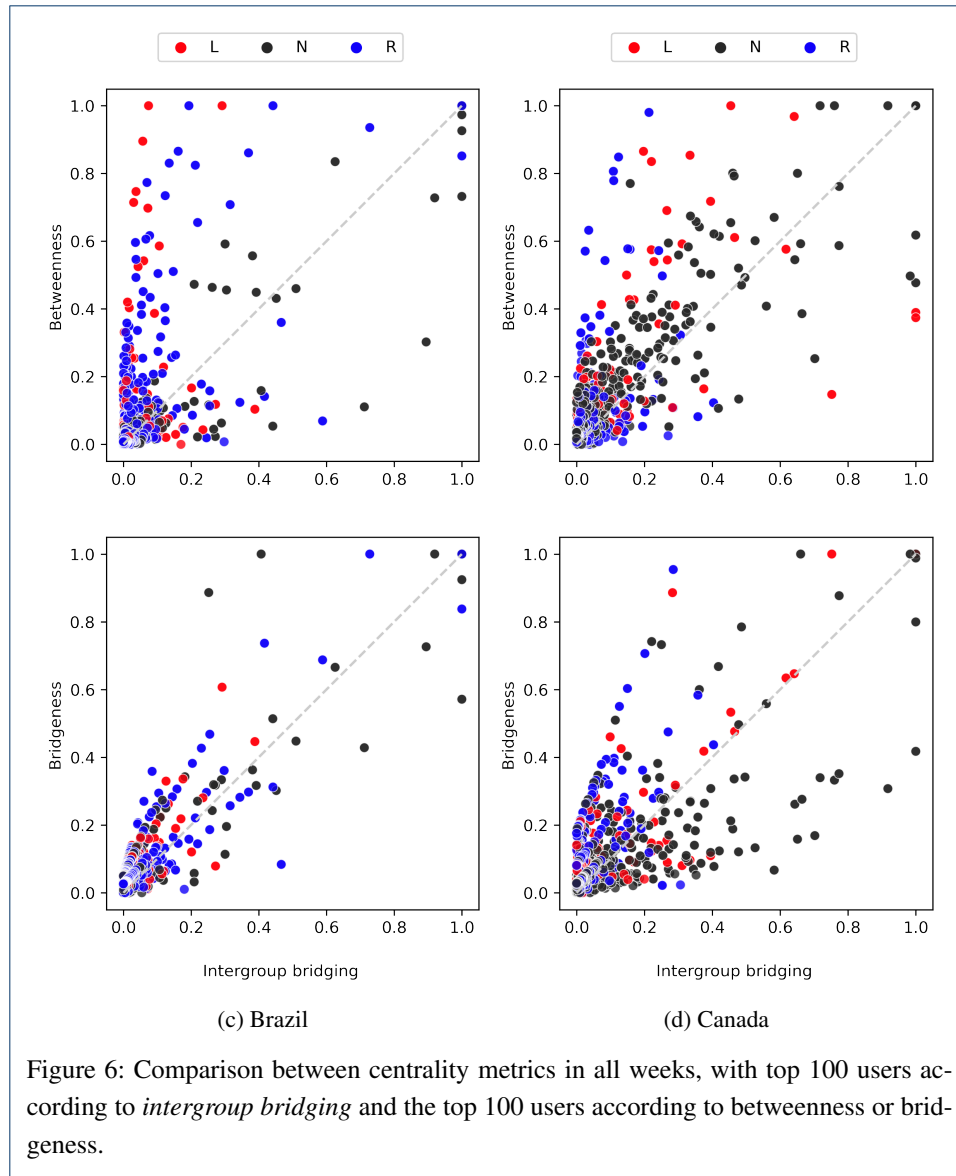 L N R L N R
1.0
0.8
0.6
0.4
0.2
0.0
Betweenness
0.0 0.2 0.4 0.6 0.8 1.0
1.0
0.8
0.6
0.4
0.2
0.0
Betweenness
0.0 0.2 0.4 0.6 0.8 1.0
1.0
0.8
0.6
0.4
0.2
0.0
Bridgeness
0.0 0.2 0.4 0.6 0.8 1.0
Intergroup bridging
1.0
0.8
0.6
0.4
0.2
0.0
Bridgeness
0.0 0.2 0.4 0.6 0.8 1.0
Intergroup bridging
(c) Brazil
(d) Canada
Figure 6: Comparison between centrality metrics in all weeks, with top 100 users ac-
cording to intergroup bridging and the top 100 users according to betweenness or brid-
geness.